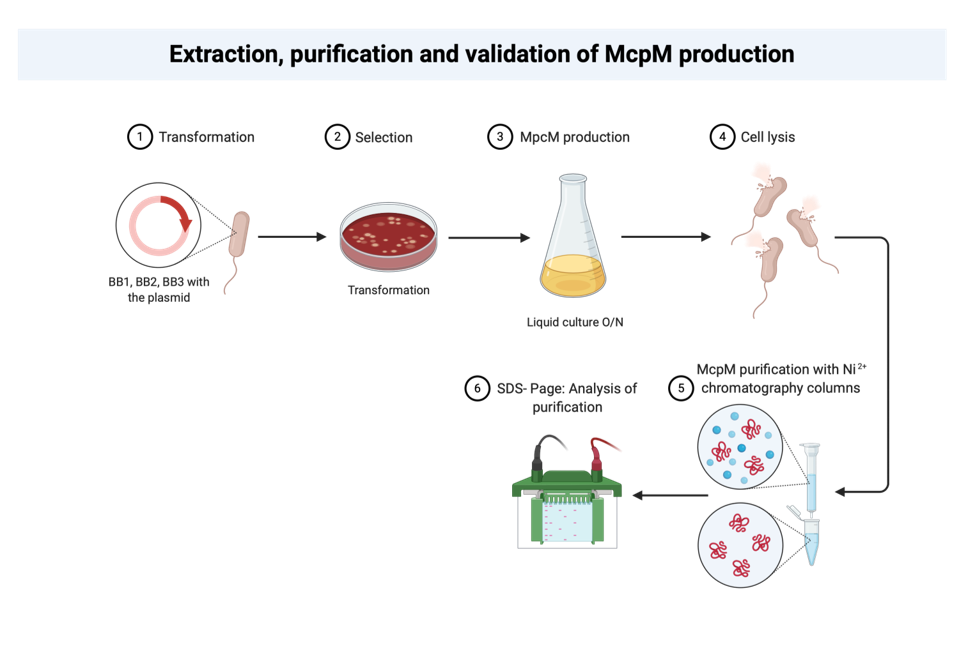 Extraction, purification and validation of McpM production
1 Transformation
2 Selection
3 MpcM production
4 Cell lysis
BB1, BB2, BB3 with
the plasmid
Transformation
Liquid culture O/N
McpM purification with Ni²⁺
5 chromatography columns
6 SDS- Page: Analysis of
purification